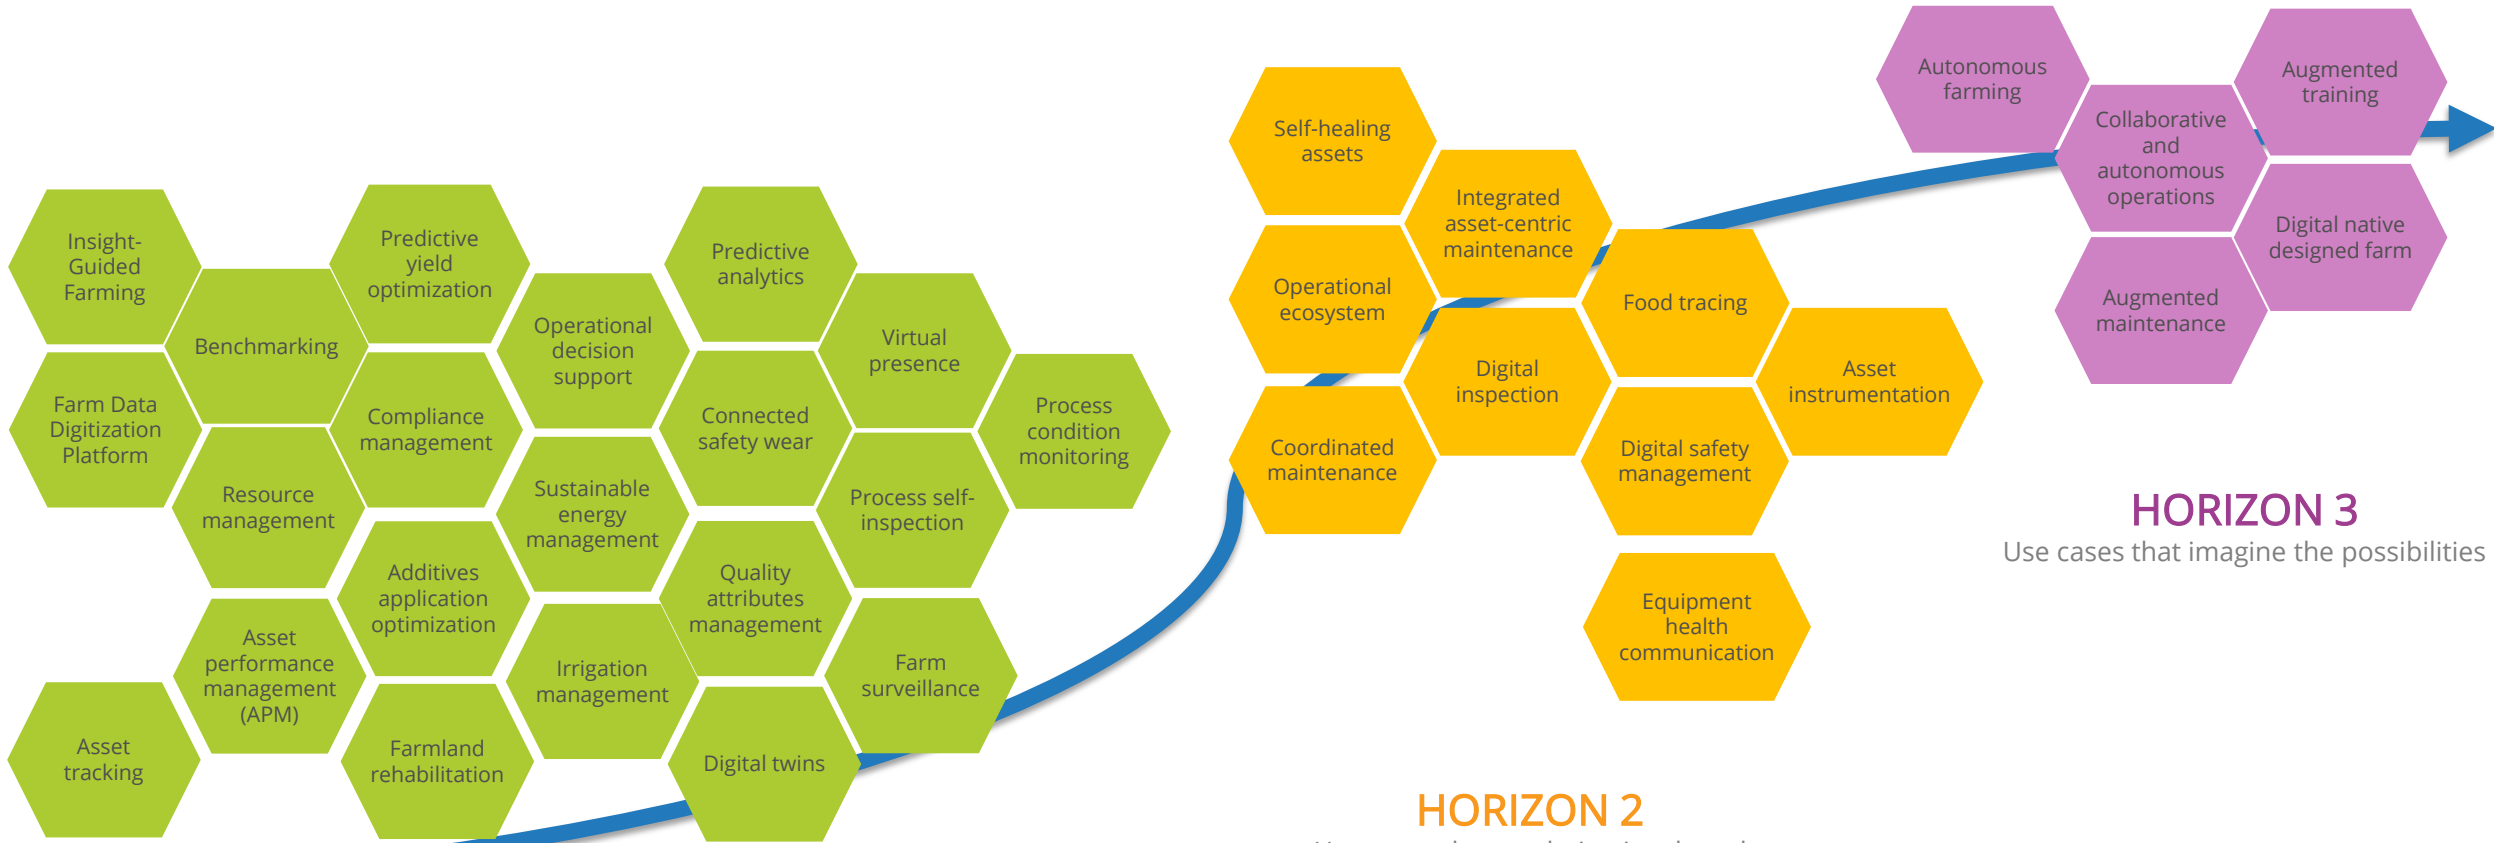 Insight-
Guided
Farming
Farm Data
Digitization
Platform
Asset
tracking
Benchmarking
Resource
management
Asset
performance
management
(APM)
Predictive
yield
optimization
Compliance
management
Additives
application
optimization
Farmland
rehabilitation
Operational
decision
support
Sustainable
energy
management
Irrigation
management
Predictive
analytics
Connected
safety wear
Quality
attributes
management
Digital twins
Virtual
presence
Process self-
inspection
Farm
surveillance
Process
condition
monitoring
Self-healing
assets
Operational
ecosystem
Coordinated
maintenance
Integrated
asset-centric
maintenance
Digital
inspection
Food tracing
Digital safety
management
Equipment
health
communication
Asset
instrumentation
HORIZON 2
Autonomous
farming
Collaborative
and
autonomous
operations
Augmented
maintenance
Augmented
training
Digital native
designed farm
HORIZON 3
Use cases that imagine the possibilities